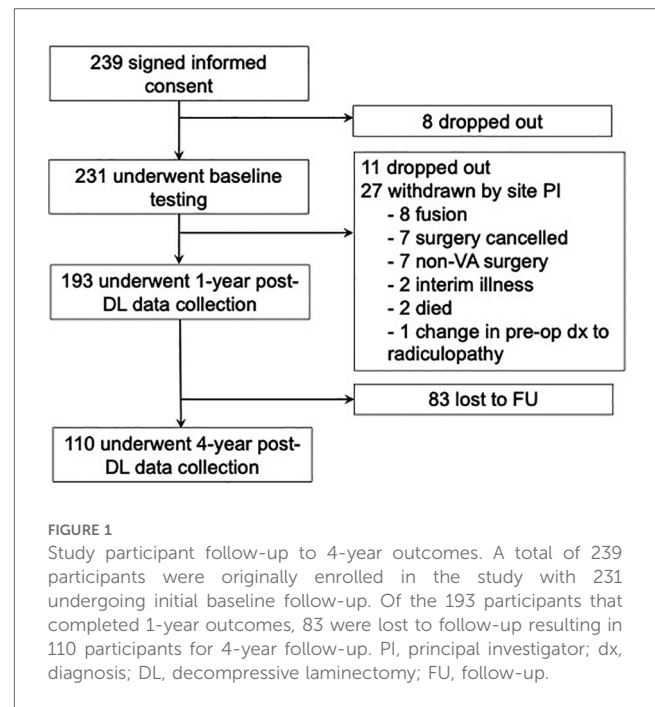 239 signed informed
consent
8 dropped out
231 underwent baseline
testing
11 dropped out
27 withdrawn by site PI
- 8 fusion
- 7 surgery cancelled
- 7 non-VA surgery
- 2 interim illness
- 2 died
- 1 change in pre-op dx to
radiculopathy
193 underwent 1-year post-
DL data collection
83 lost to FU
110 underwent 4-year post-
DL data collection
FIGURE 1
Study participant follow-up to 4-year outcomes. A total of 239
participants were originally enrolled in the study with 231
undergoing initial baseline follow-up. Of the 193 participants that
completed 1-year outcomes, 83 were lost to follow-up resulting in
110 participants for 4-year follow-up. PI, principal investigator; dx,
diagnosis; DL, decompressive laminectomy; FU, follow-up.